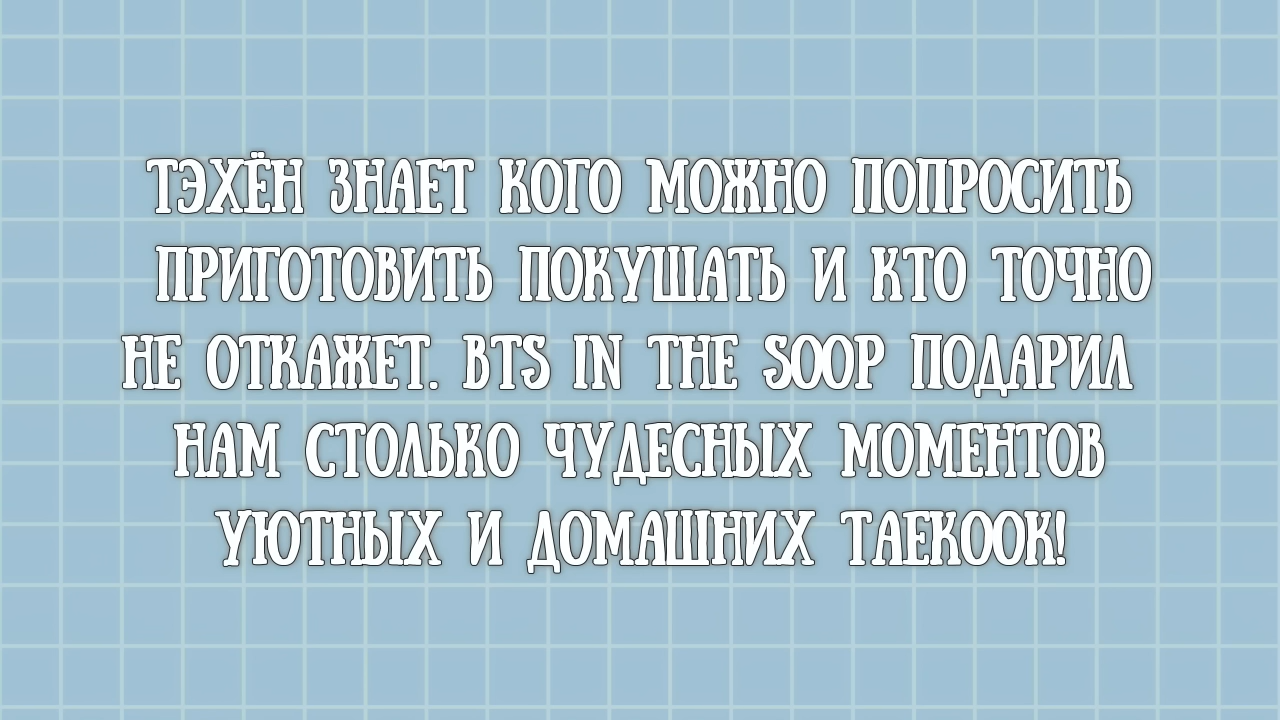 ТЭХЁН ЗНАЕТ КОГО МОЖНО ПОПРОСИТЬ
ПРИГОТОВИТЬ ПОКУШАТЬ И КТО ТОЧНО
НЕ ОТКАЖЕТ. BTS IN THE SOOP ПОДАРИЛ
НАМ СТОЛЬКО ЧУДЕСНЫХ МОМЕНТОВ
УЮТНЫХ И ДОМАШНИХ TAEKOOK!